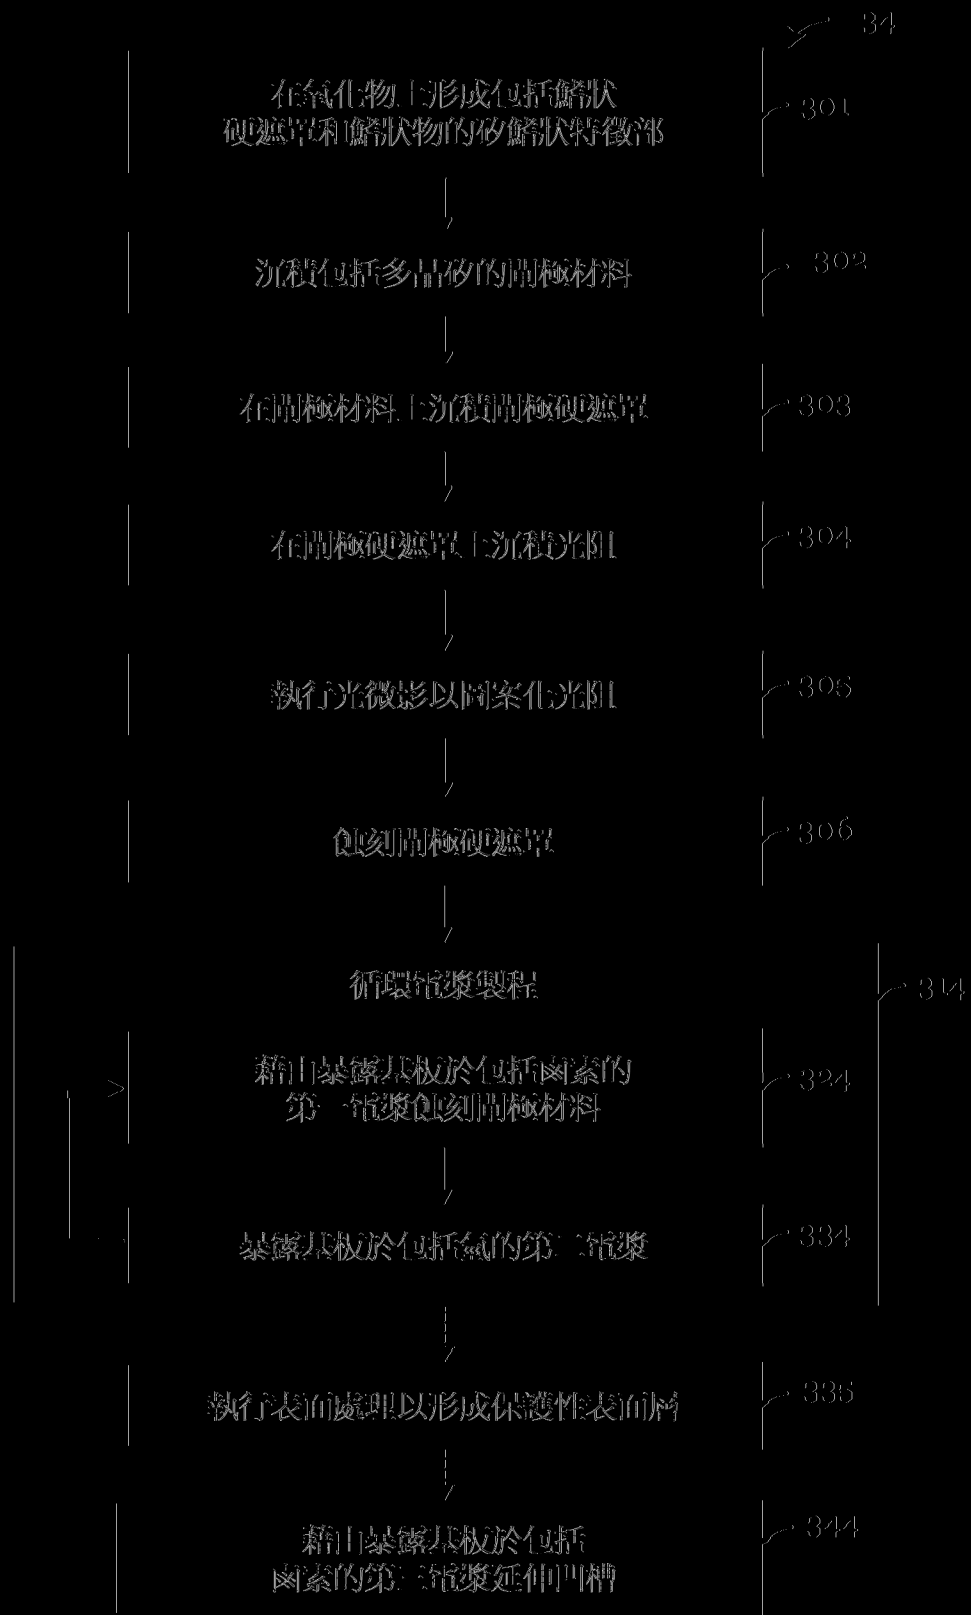 34
在氧化物上形成包括鰭狀
硬遮罩和鰭狀物的矽鰭狀特徵部
301
沉積包括多晶矽的閘極材料
302
在閘極材料上沉積閘極硬遮罩
303
在閘極硬遮罩上沉積光阻
304
執行光微影以圖案化光阻
305
蝕刻閘極硬遮罩
306
循環電漿製程
314
藉由暴露基板於包括鹵素的
第一電漿蝕刻閘極材料
324
暴露基板於包括氬的第二電漿
334
執行表面處理以形成保護性表面層
335
藉由暴露基板於包括
鹵素的第三電漿延伸凹槽
344